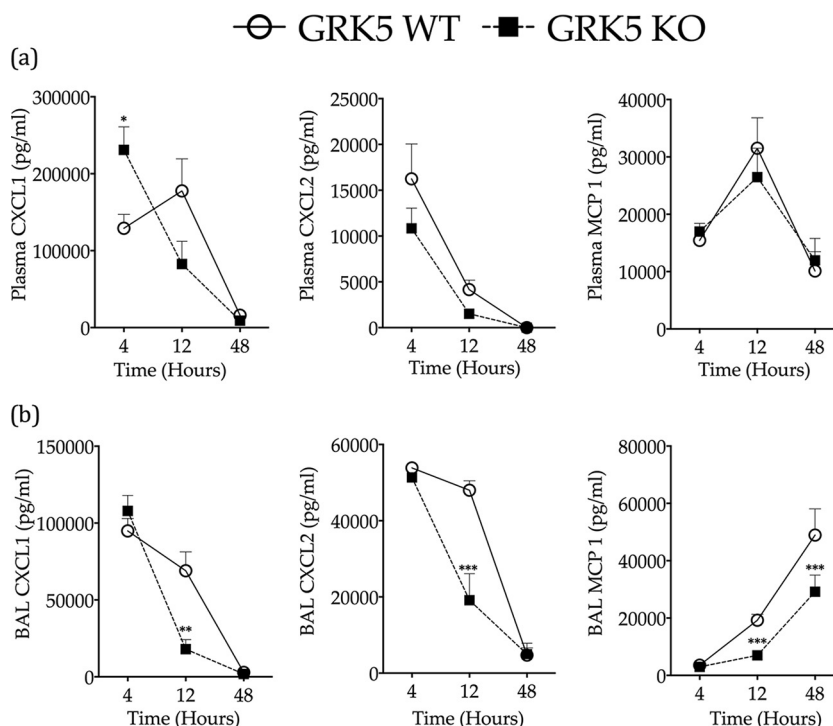 GRK5 WT GRK5 KO
(a)
Plasma CXCL1 (pg/ml)
300000
200000
100000
0
*
4 12 48
Time (Hours)
Plasma CXCL2 (pg/ml)
25000
20000
15000
10000
5000
0
4 12 48
Time (Hours)
Plasma MCP 1 (pg/ml)
40000
30000
20000
10000
0
4 12 48
Time (Hours)
(b)
BAL CXCL1 (pg/ml)
150000
100000
50000
0
**
4 12 48
Time (Hours)
BAL CXCL2 (pg/ml)
60000
40000
20000
0
***
4 12 48
Time (Hours)
BAL MCP 1 (pg/ml)
80000
60000
40000
20000
0
***
***
4 12 48
Time (Hours)